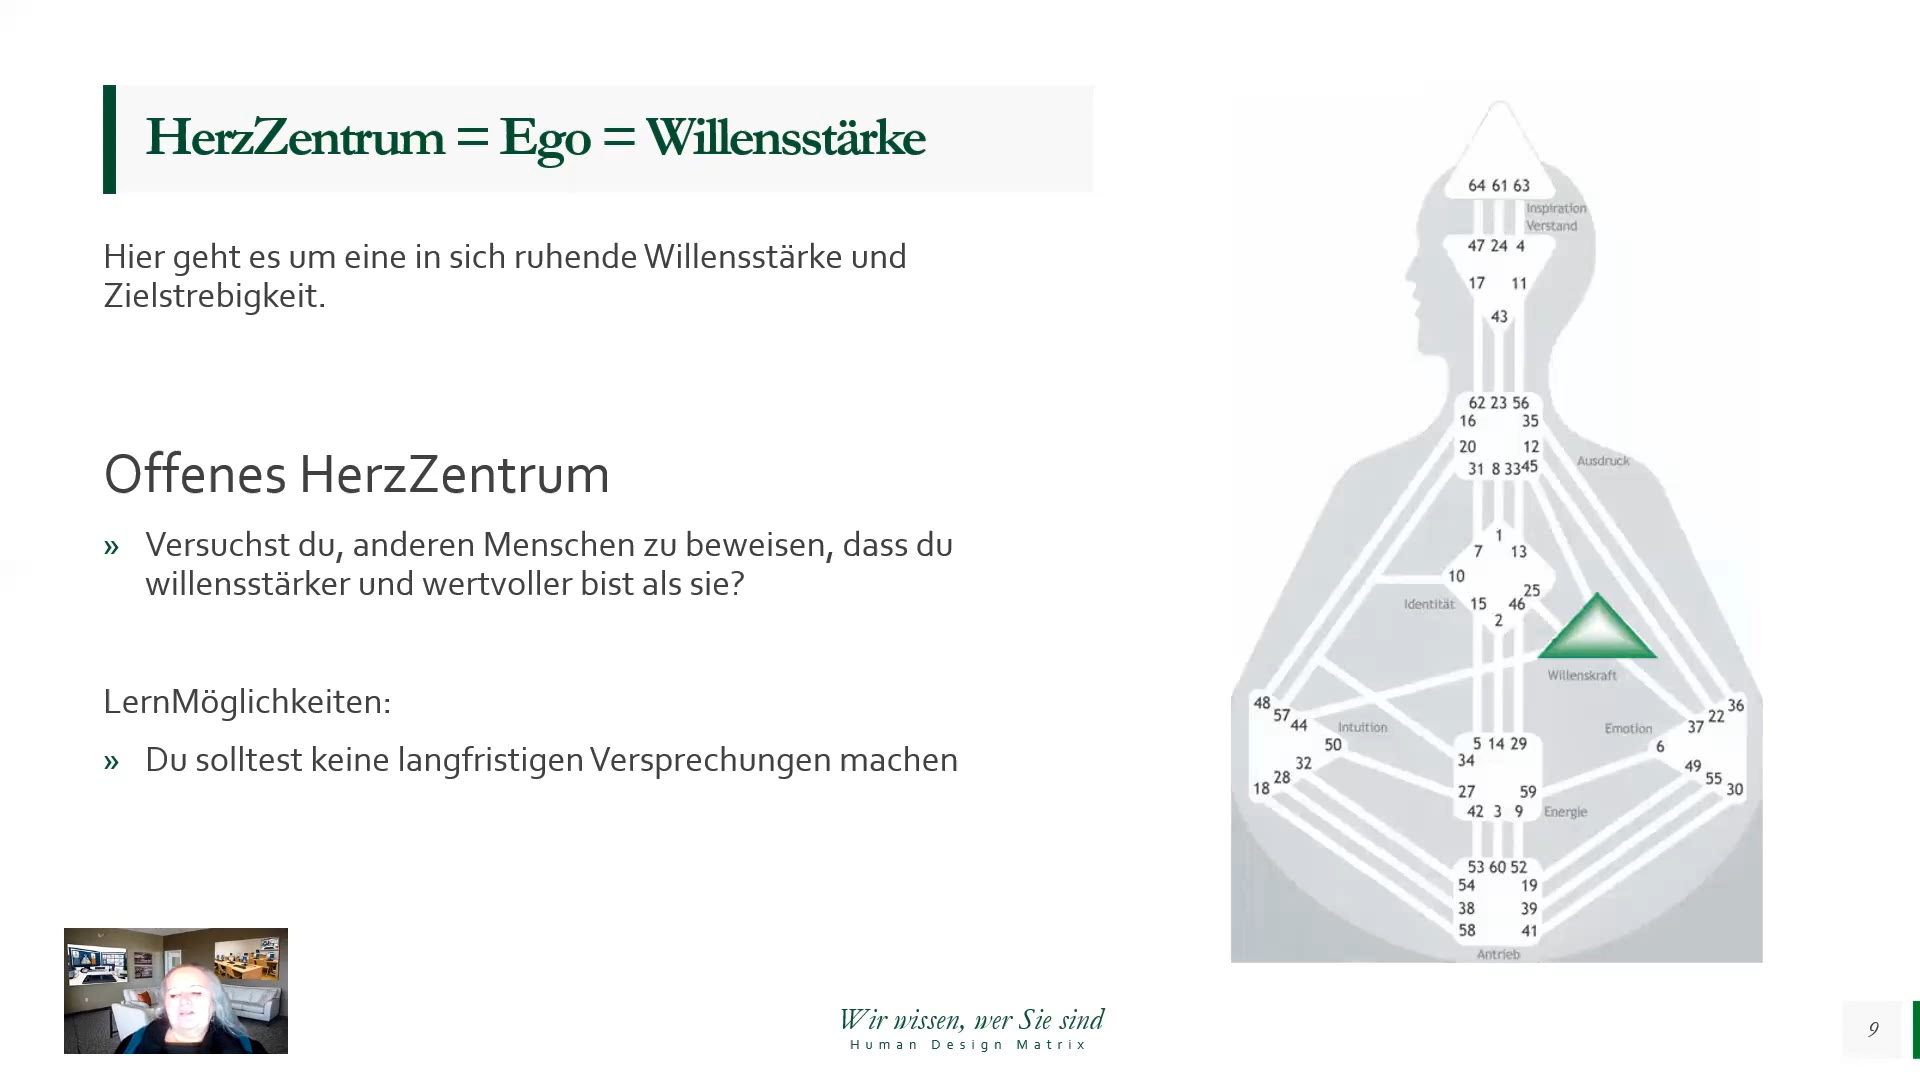 HerzZentrum = Ego = Willensstärke
Hier geht es um eine in sich ruhende Willensstärke und
Zielstrebigkeit.
Offenes HerzZentrum
» Versuchst du, anderen Menschen zu beweisen, dass du
willensstärker und wertvoller bist als sie?
LernMöglichkeiten:
» Du solltest keine langfristigen Versprechungen machen
64 61 63
Inspiration
Verstand
47 24 4
17 11
43
62 23 56
16 35
20 12
31 8 33 45
Ausdruck
1
7 13
10
25
Identität
15 46
2
Willenskraft
48
57
44
Intuition
50
32
28
18
36
22
37
Emotion
6
49
55
30
5 14 29
34
27 59
42 3 9
Energie
53 60 52
54 19
38 39
58 41
Antrieb
Wir wissen, wer Sie sind
Human Design Matrix
9